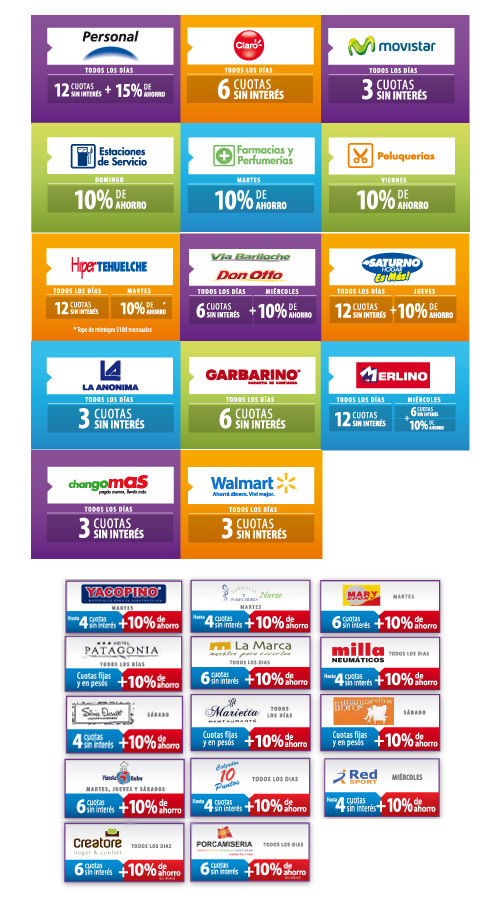 Personal
TODOS LOS DÍAS
12 CUOTAS SIN INTERÉS + 15% DE AHORRO
Claro
TODOS LOS DÍAS
6 CUOTAS SIN INTERÉS
movistar
TODOS LOS DÍAS
3 CUOTAS SIN INTERÉS
Estaciones de Servicio
DOMINGO
10% DE AHORRO
Farmacias y Perfumerías
MARTES
10% DE AHORRO
Peluquerías
VIERNES
10% DE AHORRO
HiperTEHUELCHE
TODOS LOS DÍAS
12 CUOTAS SIN INTERÉS
MARTES
10% DE AHORRO *
* Tope de reintegro $100 mensuales
Via Bariloche
Don Otto
TODOS LOS DÍAS
6 CUOTAS SIN INTERÉS
MIÉRCOLES
+10% DE AHORRO
SATURNO
HOGAR
Es Más!
TODOS LOS DÍAS
12 CUOTAS SIN INTERÉS
JUEVES
+10% DE AHORRO
LA ANONIMA
TODOS LOS DÍAS
3 CUOTAS SIN INTERÉS
GARBARINO
GARANTIA DE CONFIANZA
TODOS LOS DÍAS
6 CUOTAS SIN INTERÉS
MERLINO
TODOS LOS DÍAS
12 CUOTAS SIN INTERÉS
MIÉRCOLES
+ 6 CUOTAS SIN INTERÉS
+ 10% DE AHORRO
changomas
pagás menos, llevás más.
TODOS LOS DÍAS
3 CUOTAS SIN INTERÉS
Walmart
Ahorrá dinero. Viví mejor.
TODOS LOS DÍAS
3 CUOTAS SIN INTERÉS
YACOPINO
MARTES
Hasta 4 cuotas sin interés +10% de ahorro
Norte
MARTES
Hasta 4 cuotas sin interés +10% de ahorro
MARY
MARTES
6 cuotas sin interés +10% de ahorro
HOTEL
PATAGONIA
TODOS LOS DÍAS
Cuotas fijas y en pesos +10% de ahorro
La Marca
muebles para vivirlos
TODOS LOS DIAS
6 cuotas sin interés +10% de ahorro
milla
NEUMÁTICOS
TODOS LOS DIAS
Hasta 4 cuotas sin interés +10% de ahorro
SÁBADO
4 cuotas sin interés +10% de ahorro
Marietta
RESTAURANTE
TODOS LOS DÍAS
Cuotas fijas y en pesos +10% de ahorro
libros
SÁBADO
Cuotas fijas y en pesos +10% de ahorro
Bebe
MARTES, JUEVES Y SÁBADOS
6 cuotas sin interés +10% de ahorro
Calzados
10
Puntos
TODOS LOS DIAS
Hasta 4 cuotas sin interés +10% de ahorro
Red
SPORT
MIÉRCOLES
Hasta 4 cuotas sin interés +10% de ahorro
Creatore
hogar & confort
TODOS LOS DIAS
6 cuotas sin interés +10% de ahorro
PORCAMISERIA
TODOS LOS DIAS
6 cuotas sin interés +10% de ahorro